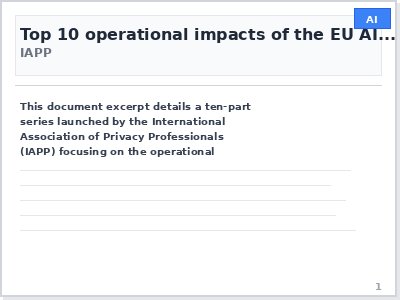 AI
Top 10 operational impacts of the EU AI...
IAPP
This document excerpt details a ten-part
series launched by the International
Association of Privacy Professionals
(IAPP) focusing on the operational
1